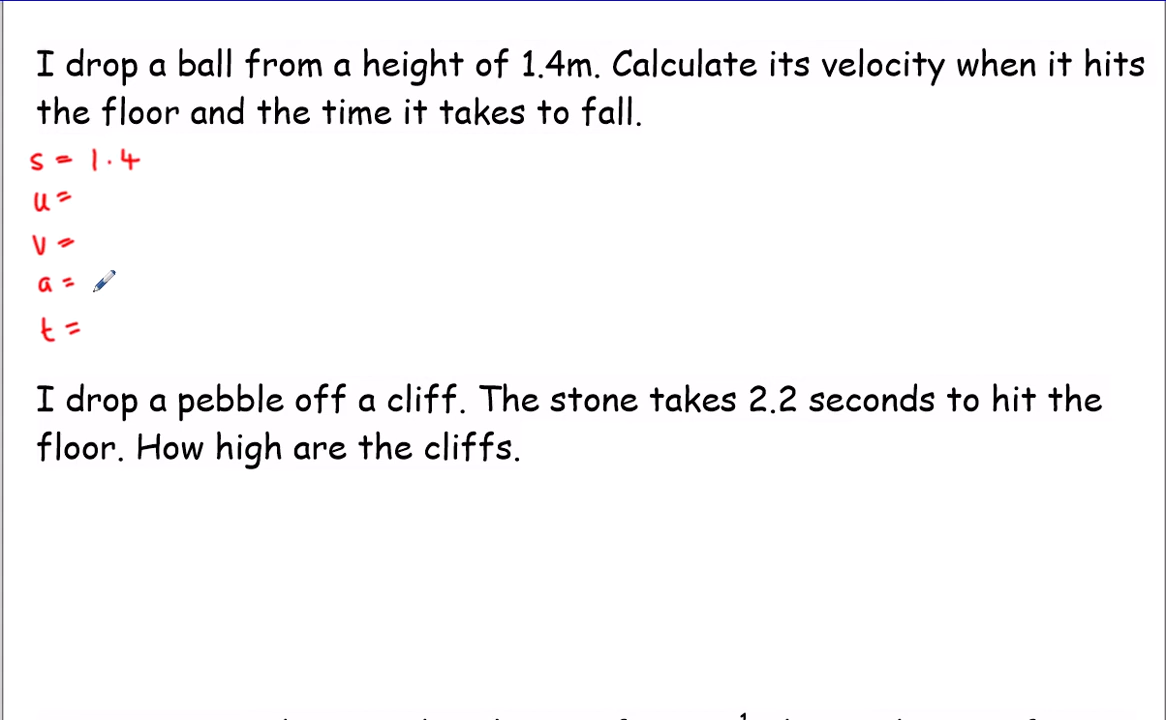 I drop a ball from a height of 1.4m. Calculate its velocity when it hits
the floor and the time it takes to fall.
s = 1.4
u =
v =
a =
t =
I drop a pebble off a cliff. The stone takes 2.2 seconds to hit the
floor. How high are the cliffs.